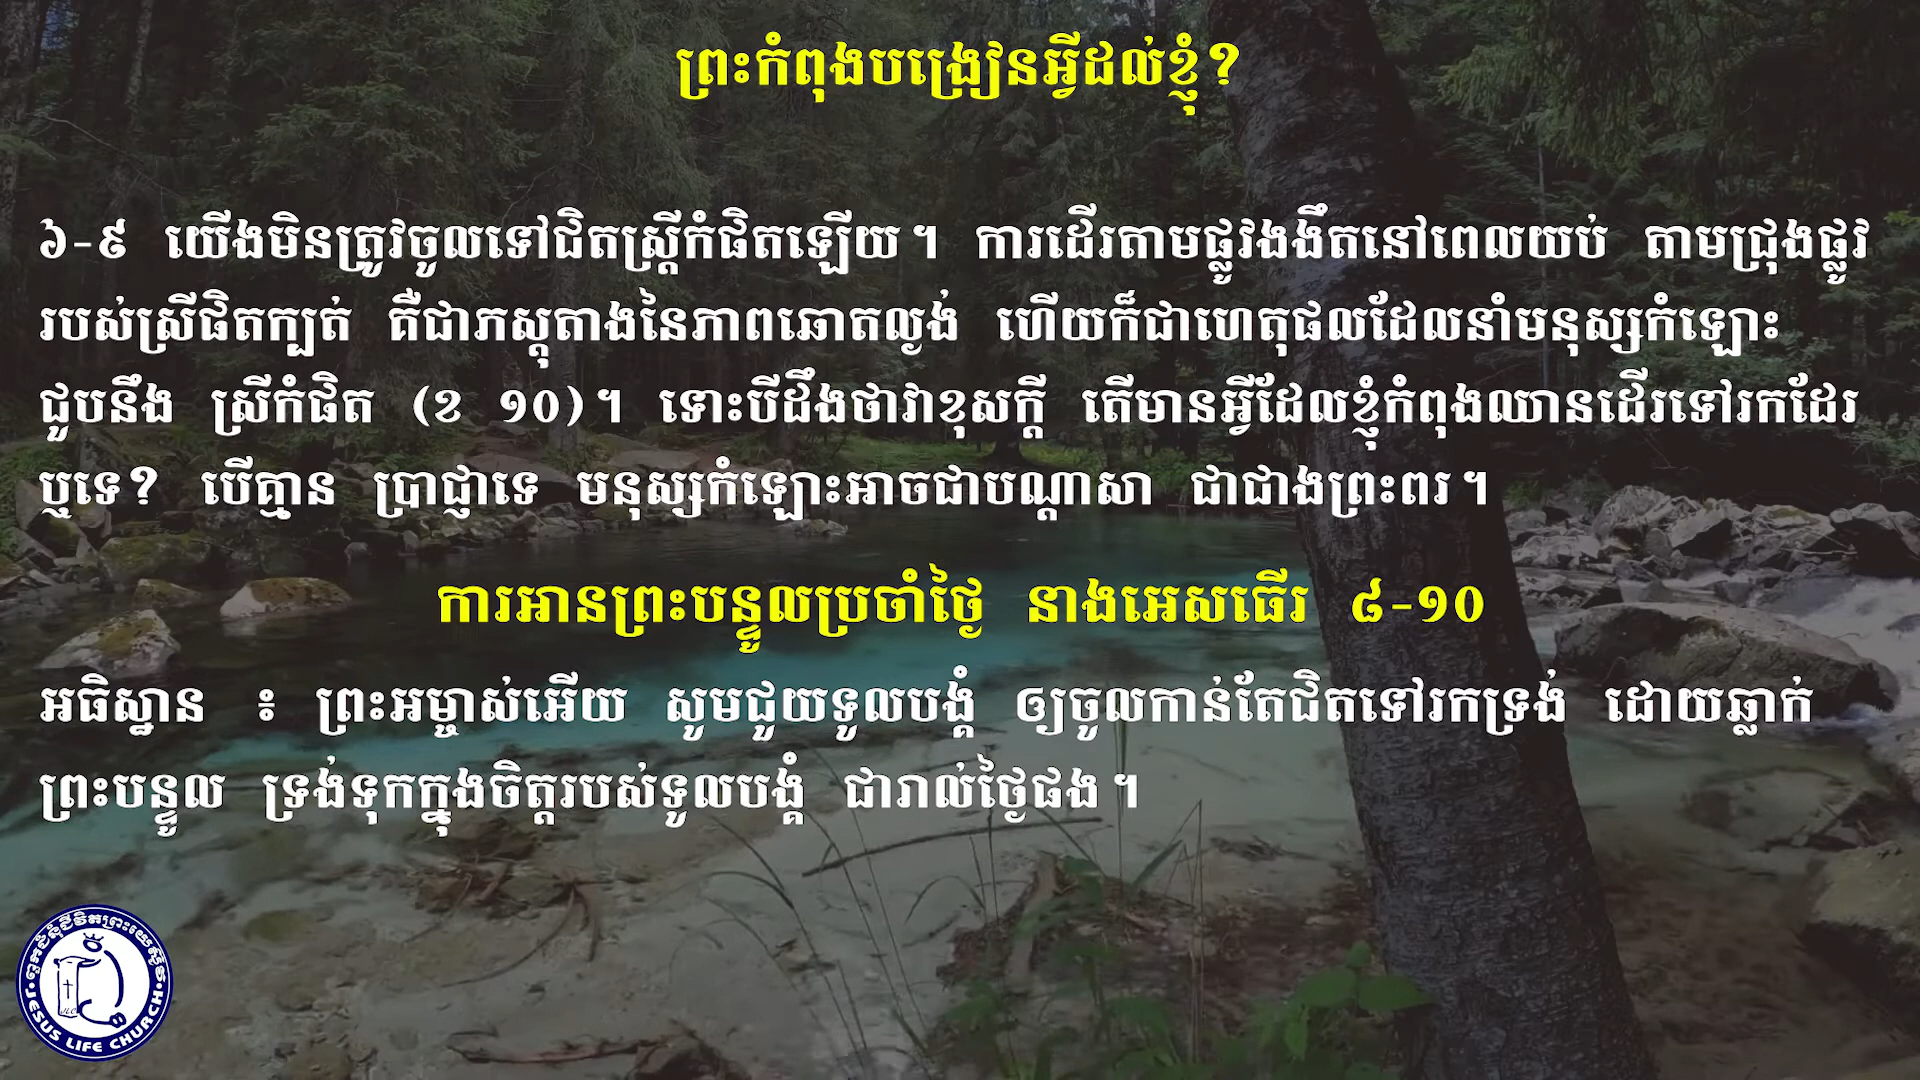 ព្រះកំពុងបង្រៀនអ្វីដល់ខ្ញុំ?
៦-៩ យើងមិនត្រូវចូលទៅជិតស្ត្រីកំផិតឡើយ។ ការដើរតាមផ្លូវងងឹតនៅពេលយប់ តាមជ្រុងផ្លូវ
របស់ស្រីផិតក្បត់ គឺជាភស្តុតាងនៃភាពឆោតល្ងង់ ហើយក៏ជាហេតុផលដែលនាំមនុស្សកំឡោះ
ជួបនឹង ស្រីកំផិត (ខ ១០)។ ទោះបីដឹងថាវាខុសក្ដី តើមានអ្វីដែលខ្ញុំកំពុងឈានដើរទៅរកដែរ
ឬទេ? បើគ្មាន ប្រាជ្ញាទេ មនុស្សកំឡោះអាចជាបណ្ដាសា ជាជាងព្រះពរ។
ការអានព្រះបន្ទូលប្រចាំថ្ងៃ នាងអេសធើរ ៨-១០
អធិស្ឋាន ៖ ព្រះអម្ចាស់អើយ សូមជួយទូលបង្គំ ឲ្យចូលកាន់តែជិតទៅរកទ្រង់ ដោយឆ្លាក់
ព្រះបន្ទូល ទ្រង់ទុកក្នុងចិត្តរបស់ទូលបង្គំ ជារាល់ថ្ងៃផង។
ពួកជំនុំជីវិតព្រះយេស៊ូវ
JLC
JESUS LIFE CHURCH